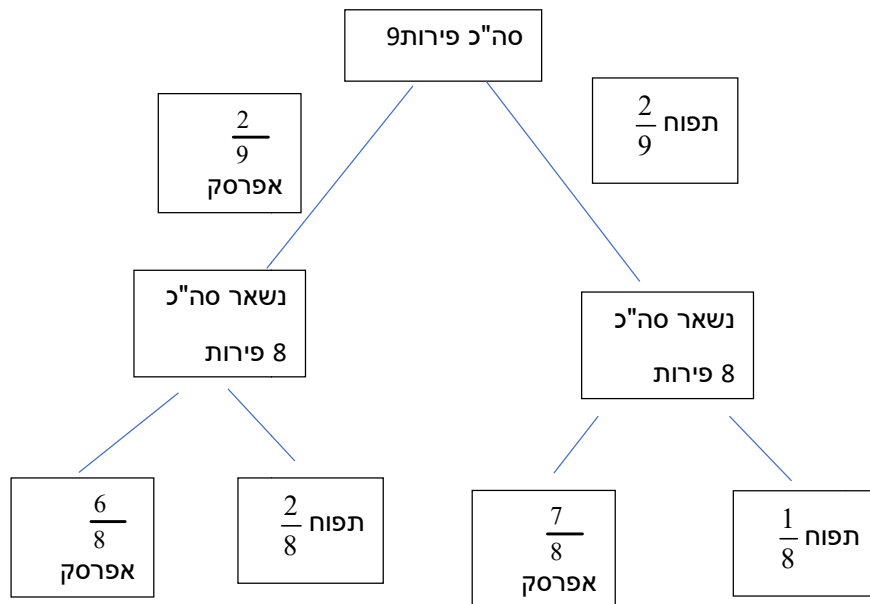 סה"כ פירות9
תפוח 2/9
2/9
אפרסק
נשאר סה"כ
8 פירות
נשאר סה"כ
8 פירות
תפוח 1/8
7/8
אפרסק
תפוח 2/8
6/8
אפרסק